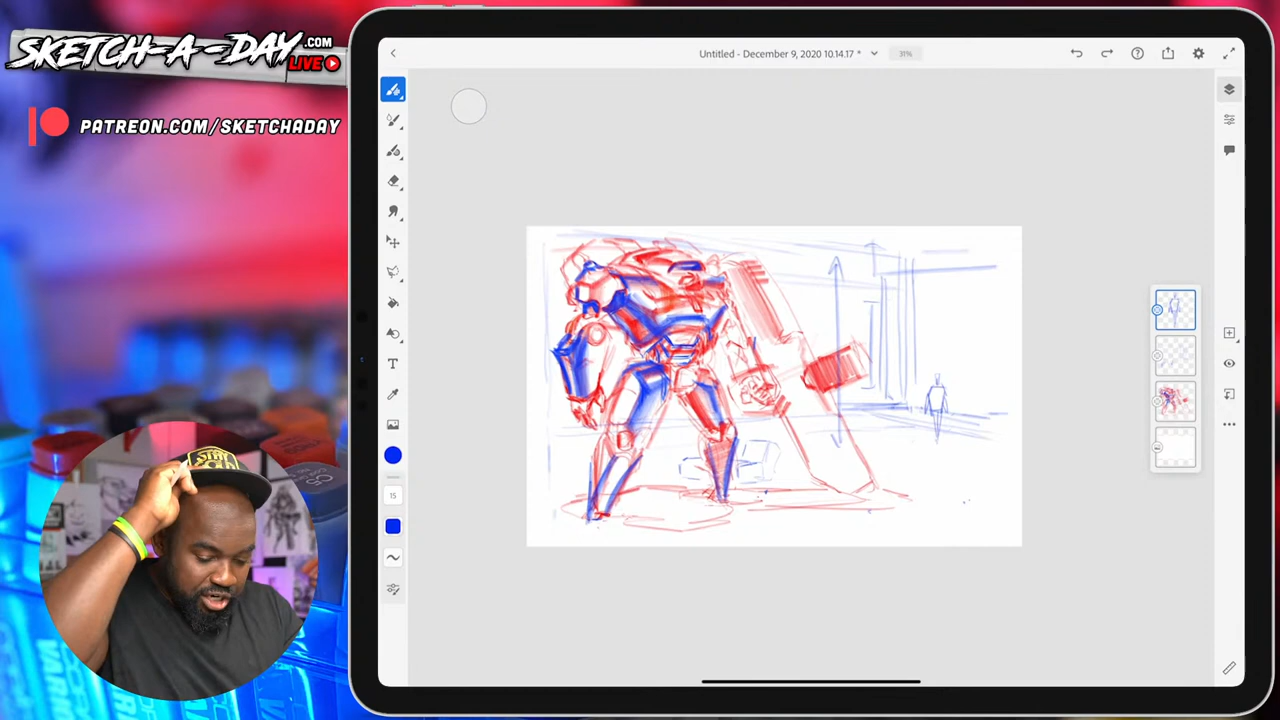 SKETCH-A-DAY.COM
LIVE
PATREON.COM/SKETCHADAY
Untitled - December 9, 2020 10.14.17 *
31%
T
15